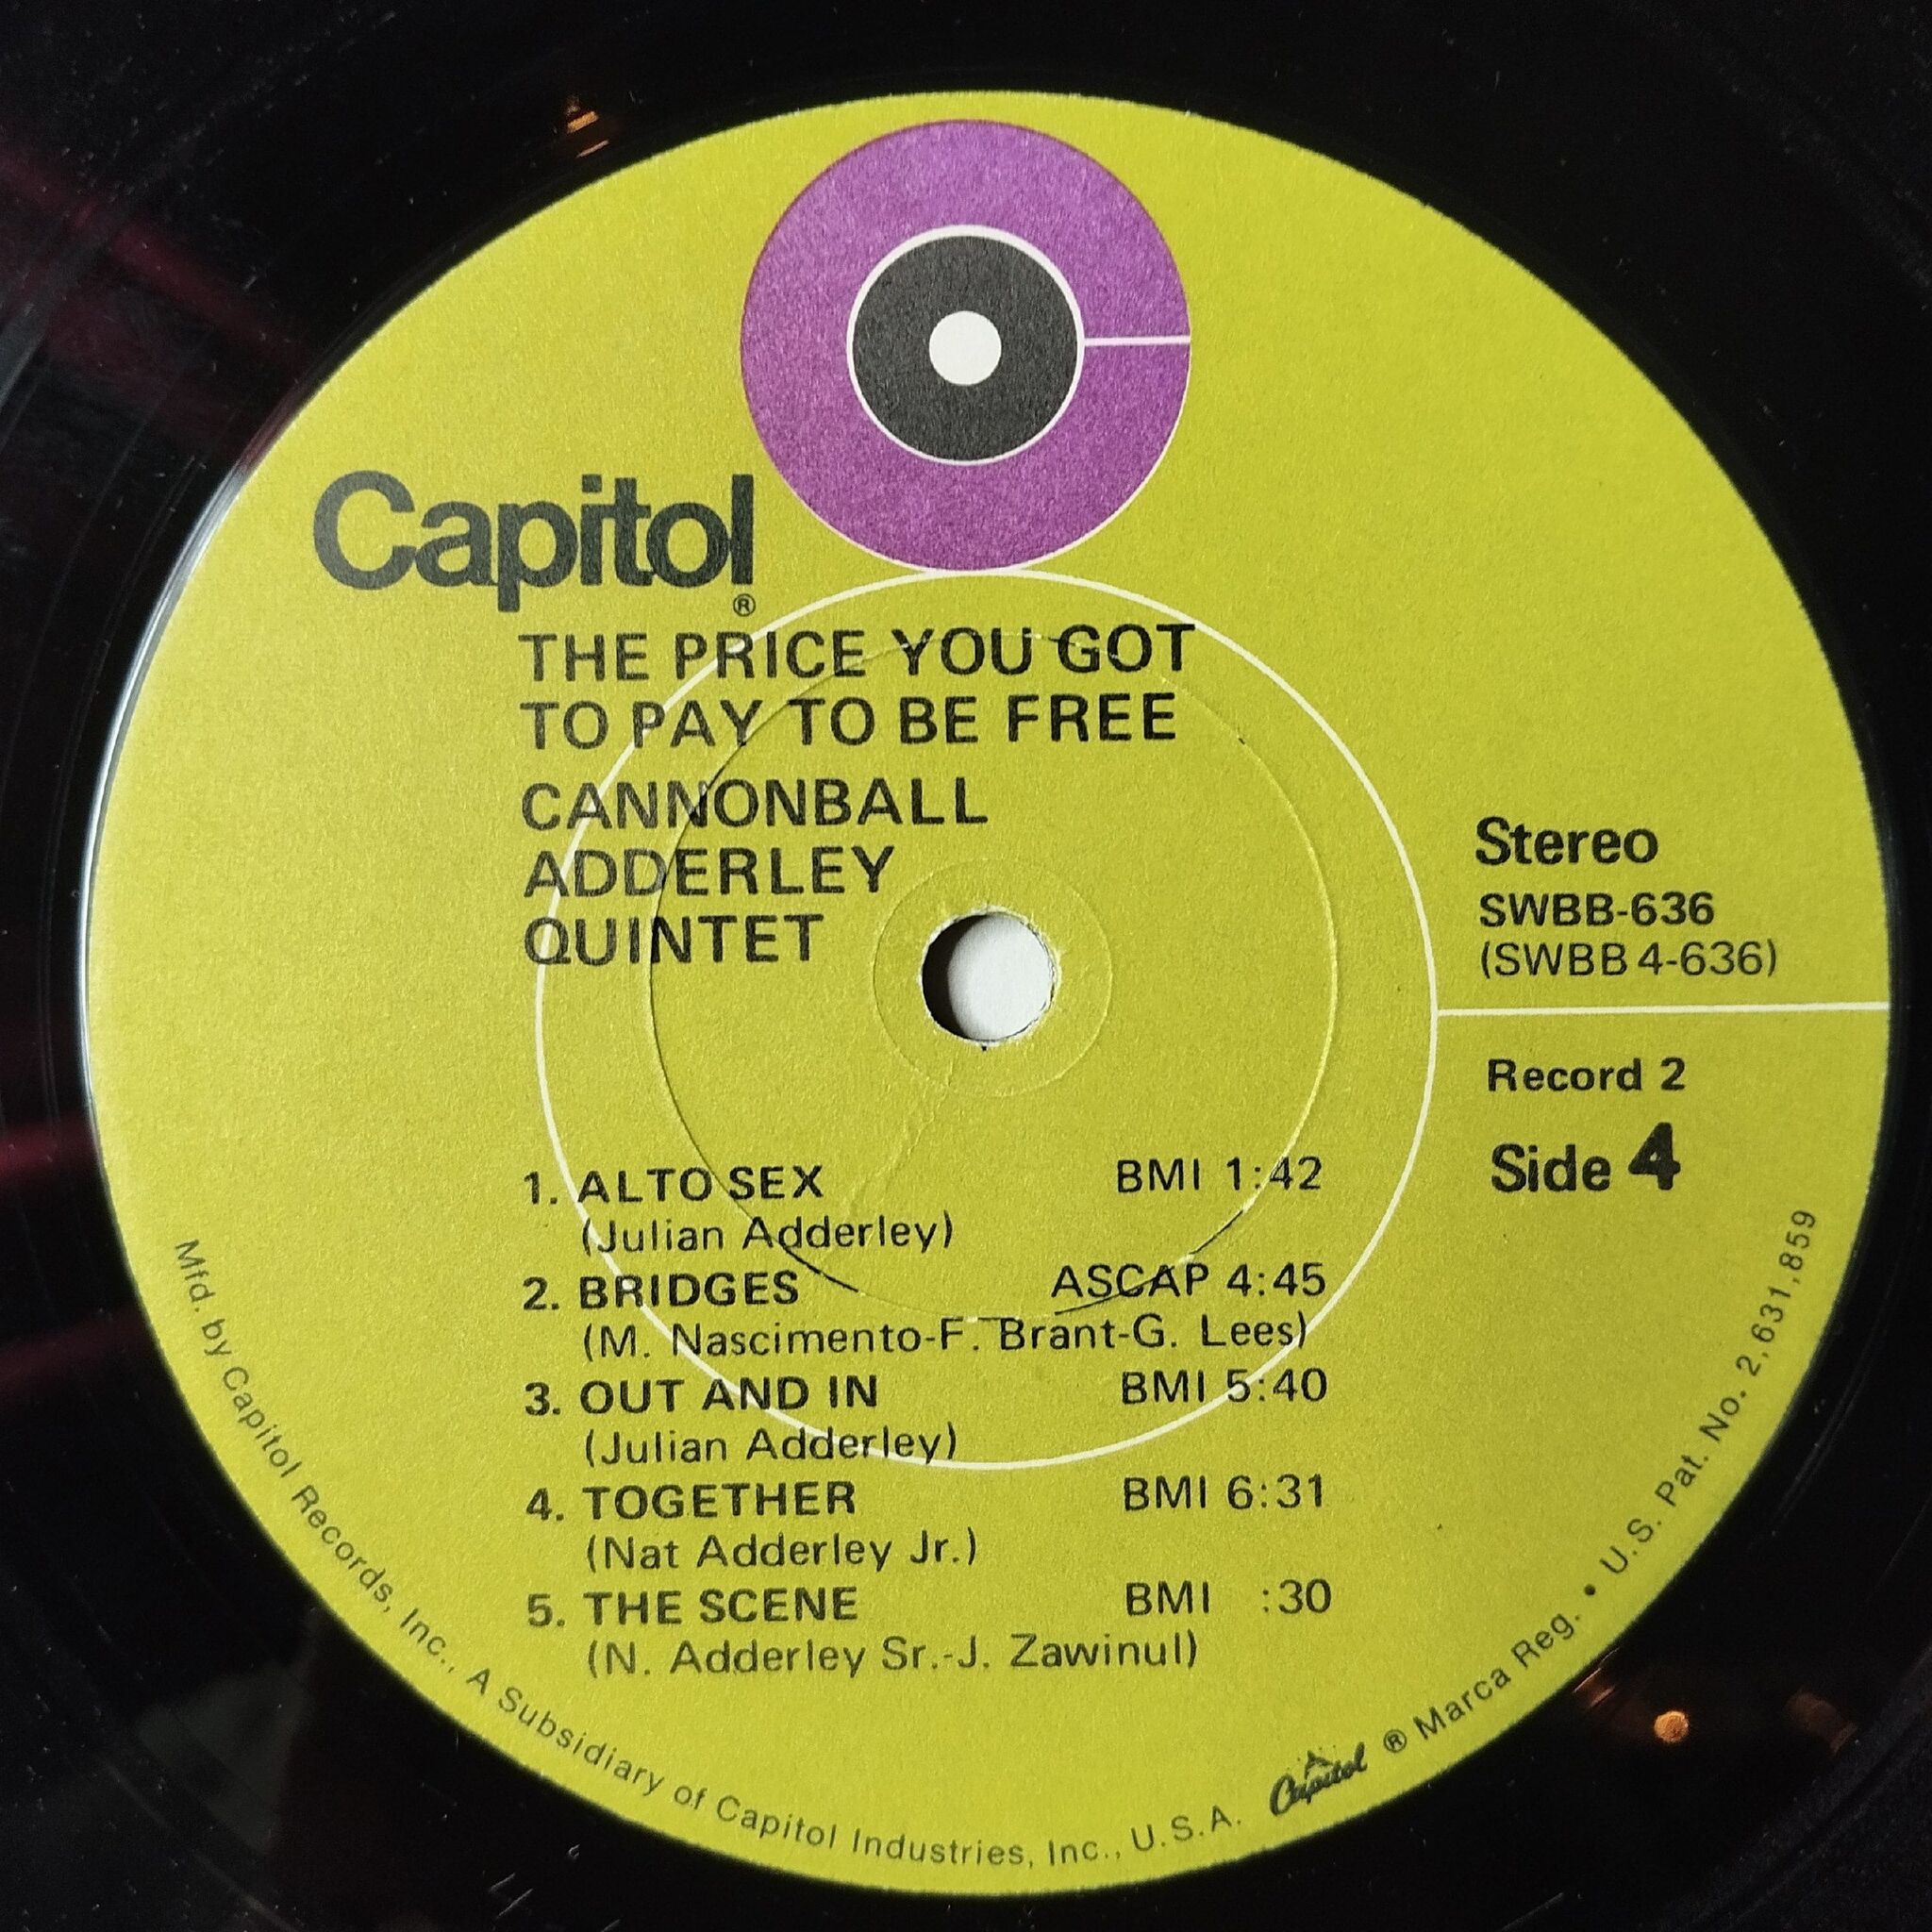 Capitol®
THE PRICE YOU GOT
TO PAY TO BE FREE
CANNONBALL
ADDERLEY
QUINTET
Stereo
SWBB-636
(SWBB 4-636)
Record 2
Side 4
1. ALTO SEX BMI 1:42
(Julian Adderley)
2. BRIDGES ASCAP 4:45
(M. Nascimento-F. Brant-G. Lees)
3. OUT AND IN BMI 5:40
(Julian Adderley)
4. TOGETHER BMI 6:31
(Nat Adderley Jr.)
5. THE SCENE BMI :30
(N. Adderley Sr.-J. Zawinul)
Mfd. by Capitol Records, Inc., A Subsidiary of Capitol Industries, Inc., U.S.A. Capitol ® Marca Reg. • U.S. Pat. No. 2,631,859